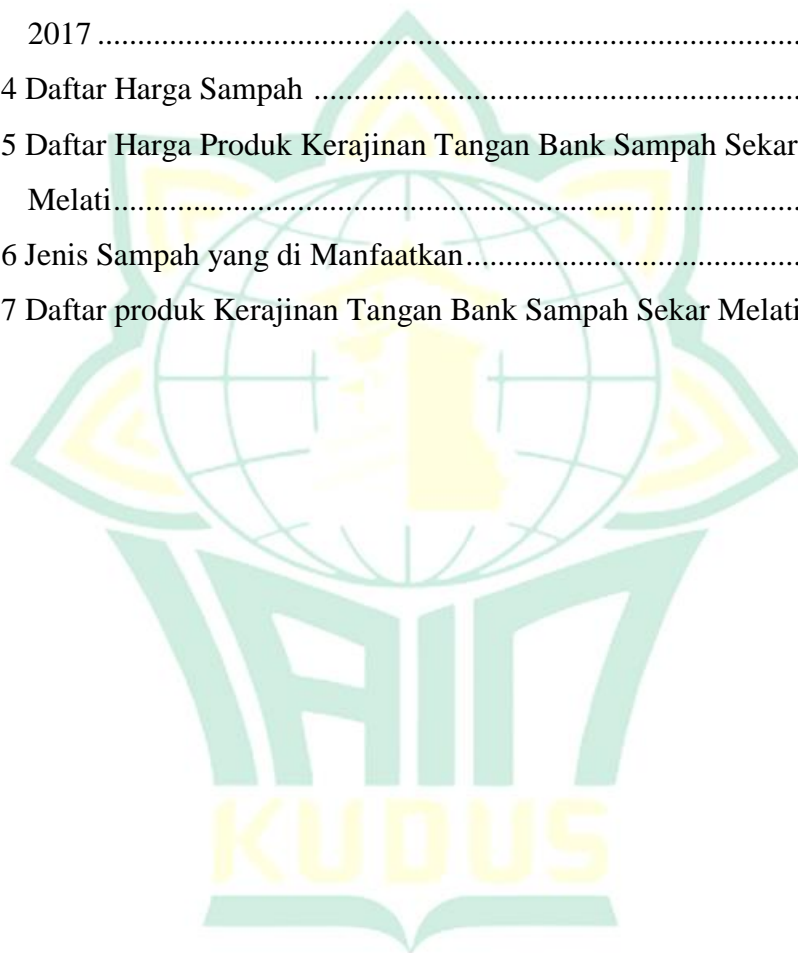 2017 ..........................................................................................
4 Daftar Harga Sampah ..............................................................
5 Daftar Harga Produk Kerajinan Tangan Bank Sampah Sekar
Melati........................................................................................
6 Jenis Sampah yang di Manfaatkan...........................................
7 Daftar produk Kerajinan Tangan Bank Sampah Sekar Melati
IAIN
KUDUS